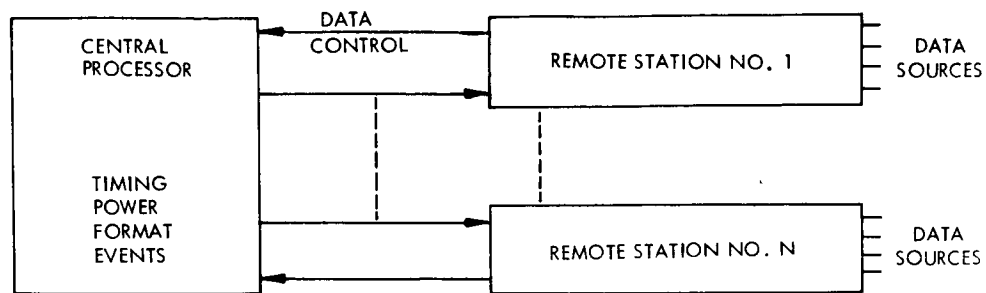 CENTRAL
PROCESSOR
TIMING
POWER
FORMAT
EVENTS
DATA
CONTROL
REMOTE STATION NO. 1
DATA
SOURCES
REMOTE STATION NO. N
DATA
SOURCES